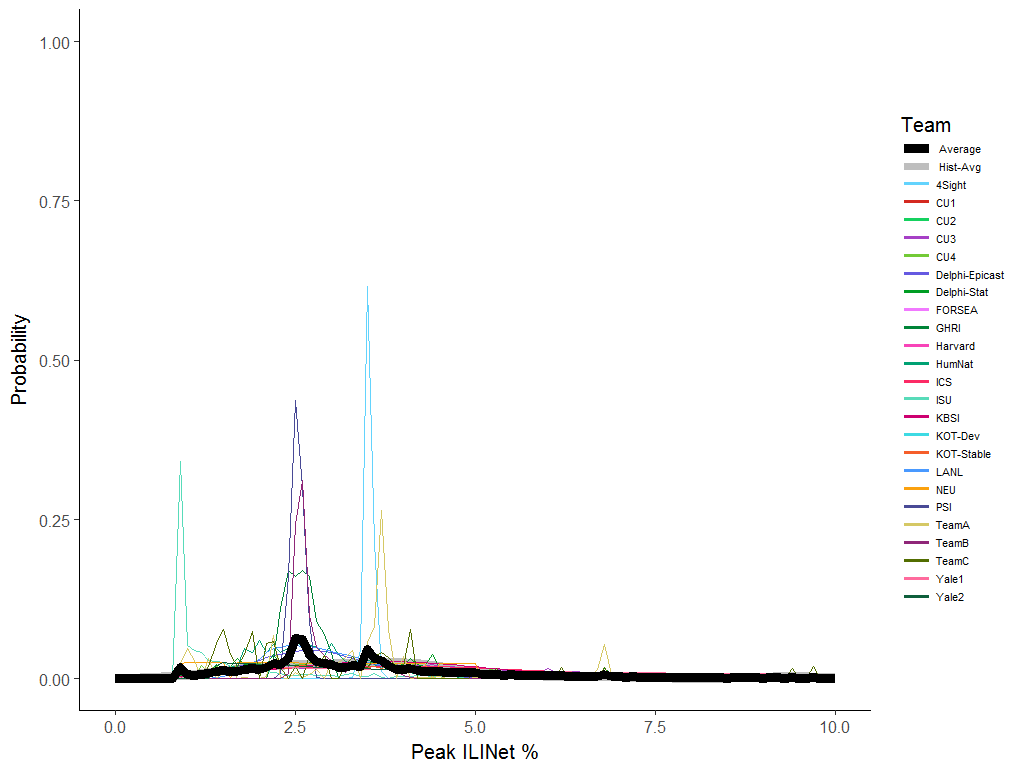 1.00
0.75
0.50
0.25
0.00
Probability
0.0
2.5
5.0
7.5
10.0
Peak ILINet %
Team
Average
Hist-Avg
4Sight
CU1
CU2
CU3
CU4
Delphi-Epicast
Delphi-Stat
FORSEA
GHRI
Harvard
HumNat
ICS
ISU
KBSI
KOT-Dev
KOT-Stable
LANL
NEU
PSI
TeamA
TeamB
TeamC
Yale1
Yale2